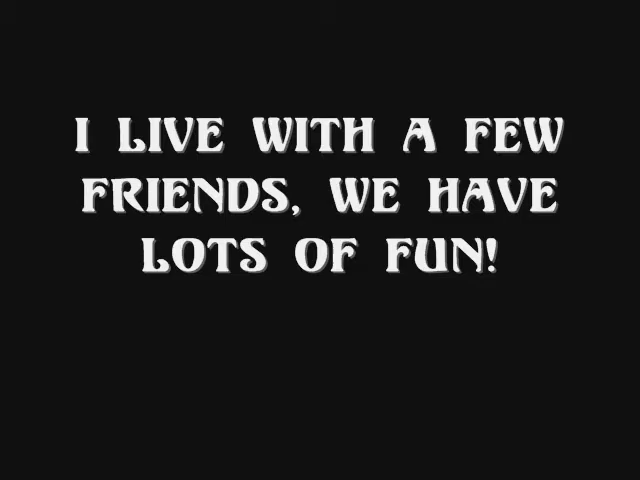 I LIVE WITH A FEW
FRIENDS, WE HAVE
LOTS OF FUN!